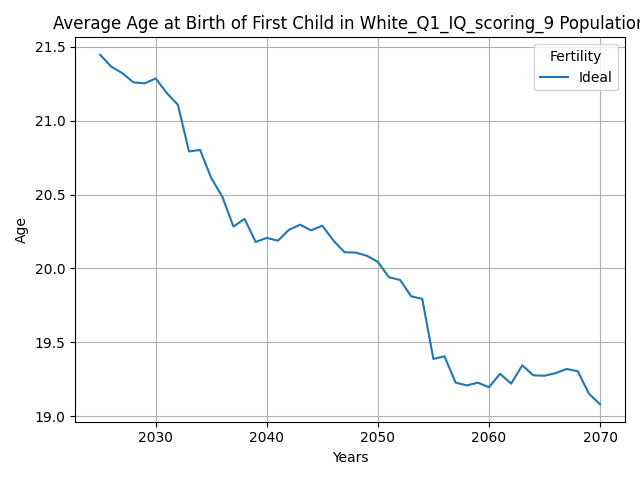 Average Age at Birth of First Child in White_Q1_IQ_scoring_9 Population
Fertility
Ideal
21.5
21.0
20.5
20.0
19.5
19.0
Age
2030 2040 2050 2060 2070
Years